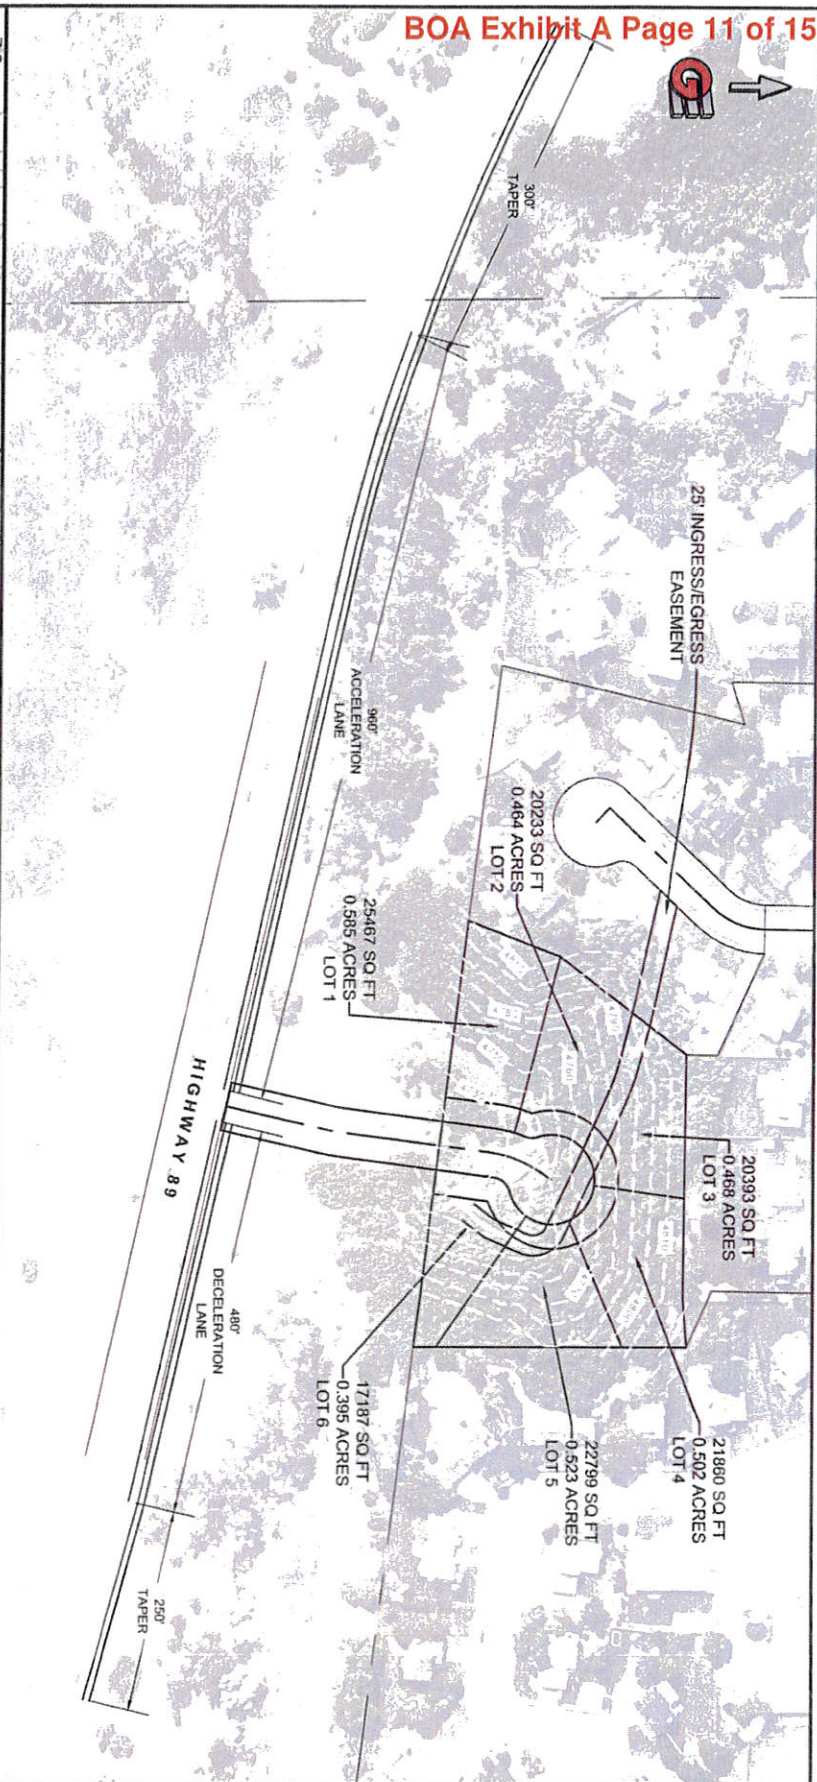 BOA Exhibit A Page 11 of 15
G
300'
TAPER
25' INGRESS/EGRESS
EASEMENT
960'
ACCELERATION
LANE
20233 SQ FT
0.464 ACRES
LOT 2
25467 SQ FT
0.585 ACRES
LOT 1
20393 SQ FT
0.468 ACRES
LOT 3
HIGHWAY 89
480'
DECELERATION
LANE
21860 SQ FT
0.502 ACRES
LOT 4
22799 SQ FT
0.523 ACRES
LOT 5
17187 SQ FT
0.395 ACRES
LOT 6
250'
TAPER
4760